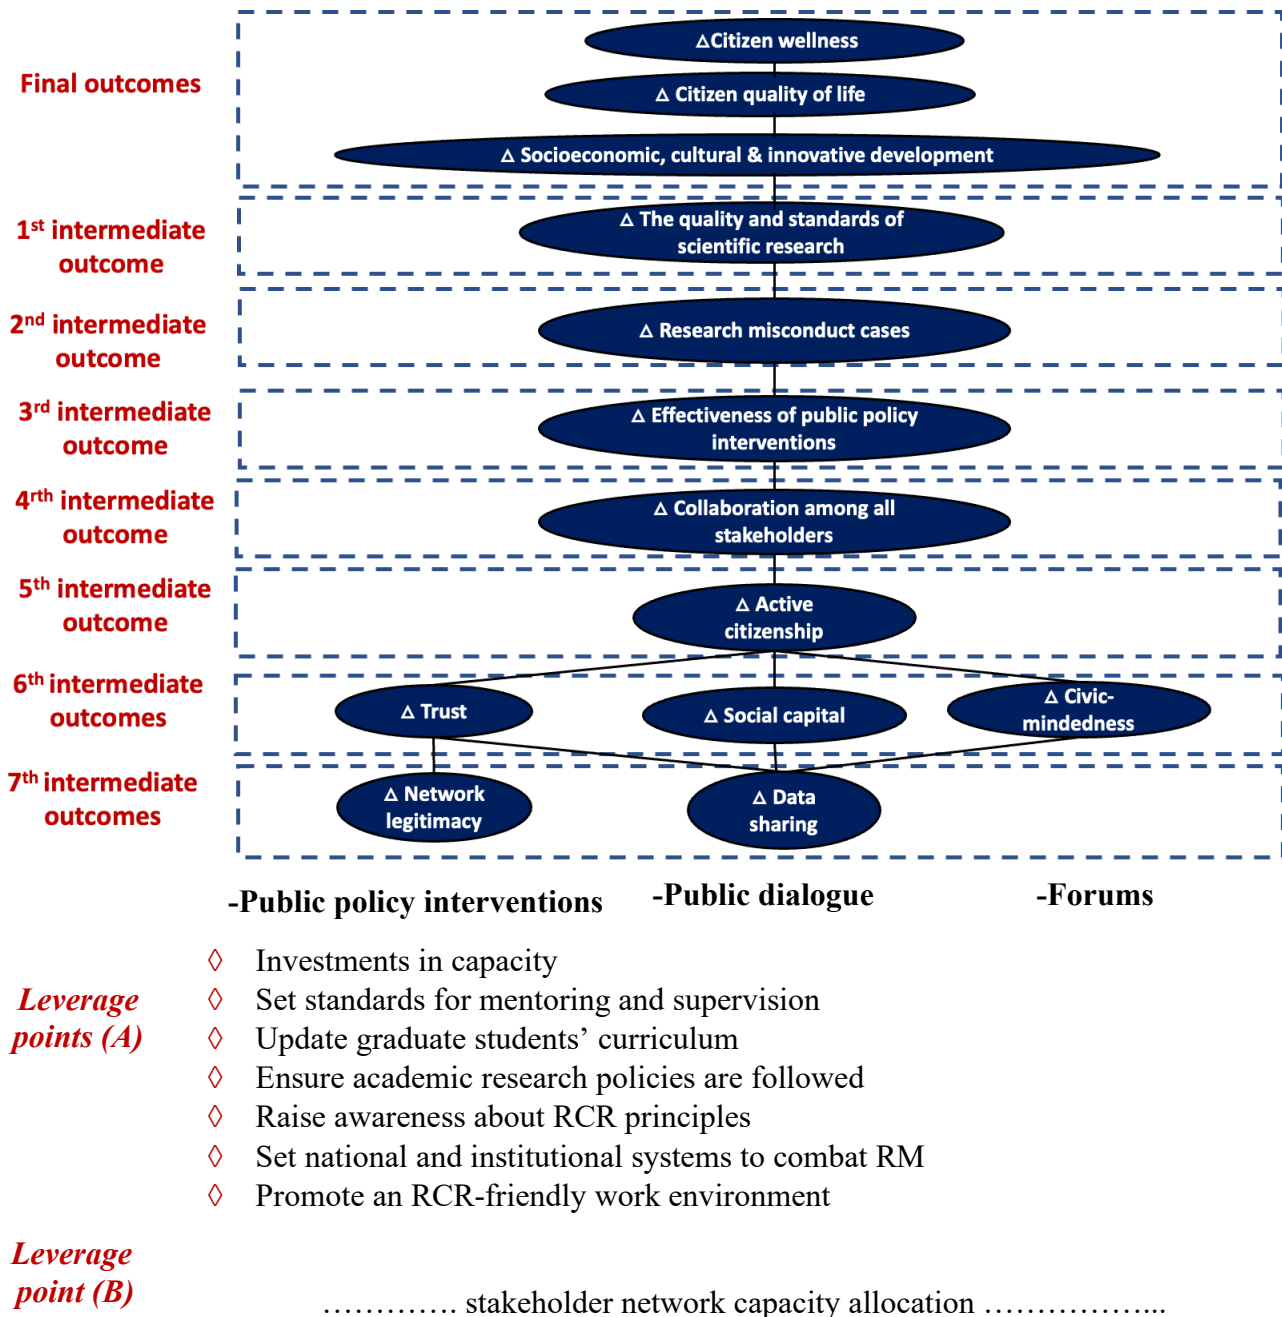 Final outcomes
△Citizen wellness
△ Citizen quality of life
△ Socioeconomic, cultural & innovative development
1st intermediate
outcome
△ The quality and standards of
scientific research
2nd intermediate
outcome
△ Research misconduct cases
3rd intermediate
outcome
△ Effectiveness of public policy
interventions
4rth intermediate
outcome
△ Collaboration among all
stakeholders
5th intermediate
outcome
△ Active
citizenship
6th intermediate
outcomes
△ Trust
△ Social capital
△ Civic-
mindedness
7th intermediate
outcomes
△ Network
legitimacy
△ Data
sharing
-Public policy interventions
-Public dialogue
-Forums
Leverage
points (A)
◊ Investments in capacity
◊ Set standards for mentoring and supervision
◊ Update graduate students’ curriculum
◊ Ensure academic research policies are followed
◊ Raise awareness about RCR principles
◊ Set national and institutional systems to combat RM
◊ Promote an RCR-friendly work environment
Leverage
point (B)
…………. stakeholder network capacity allocation ……………...